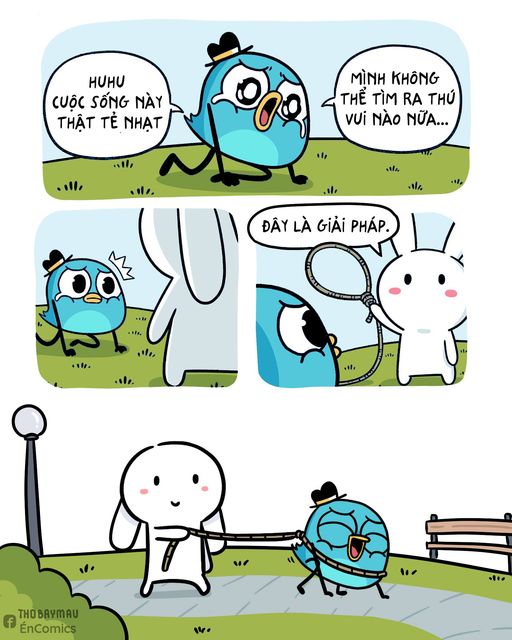 HUHU
CUỘC SỐNG NÀY
THẬT TẺ NHẠT
MÌNH KHÔNG
THỂ TÌM RA THÚ
VUI NÀO NỮA...
ĐÂY LÀ GIẢI PHÁP.
THỎ BẢY MÀU
ÉnComics